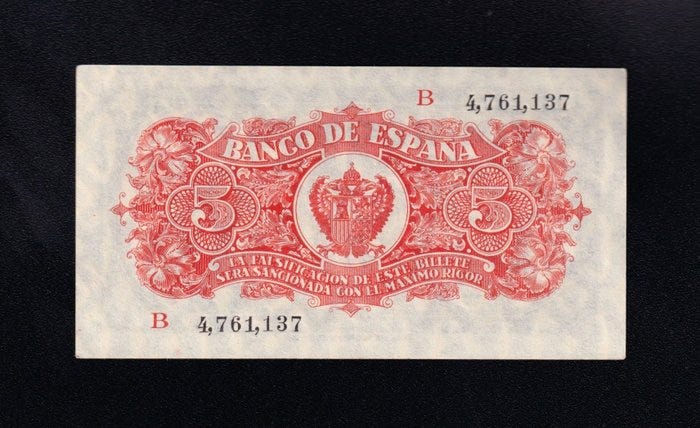 B 4,761,137
BANCO DE ESPAÑA
5 5
LA FALSIFICACION DE ESTE BILLETE
SERA SANCIONADA CON EL MAXIMO RIGOR
B 4,761,137